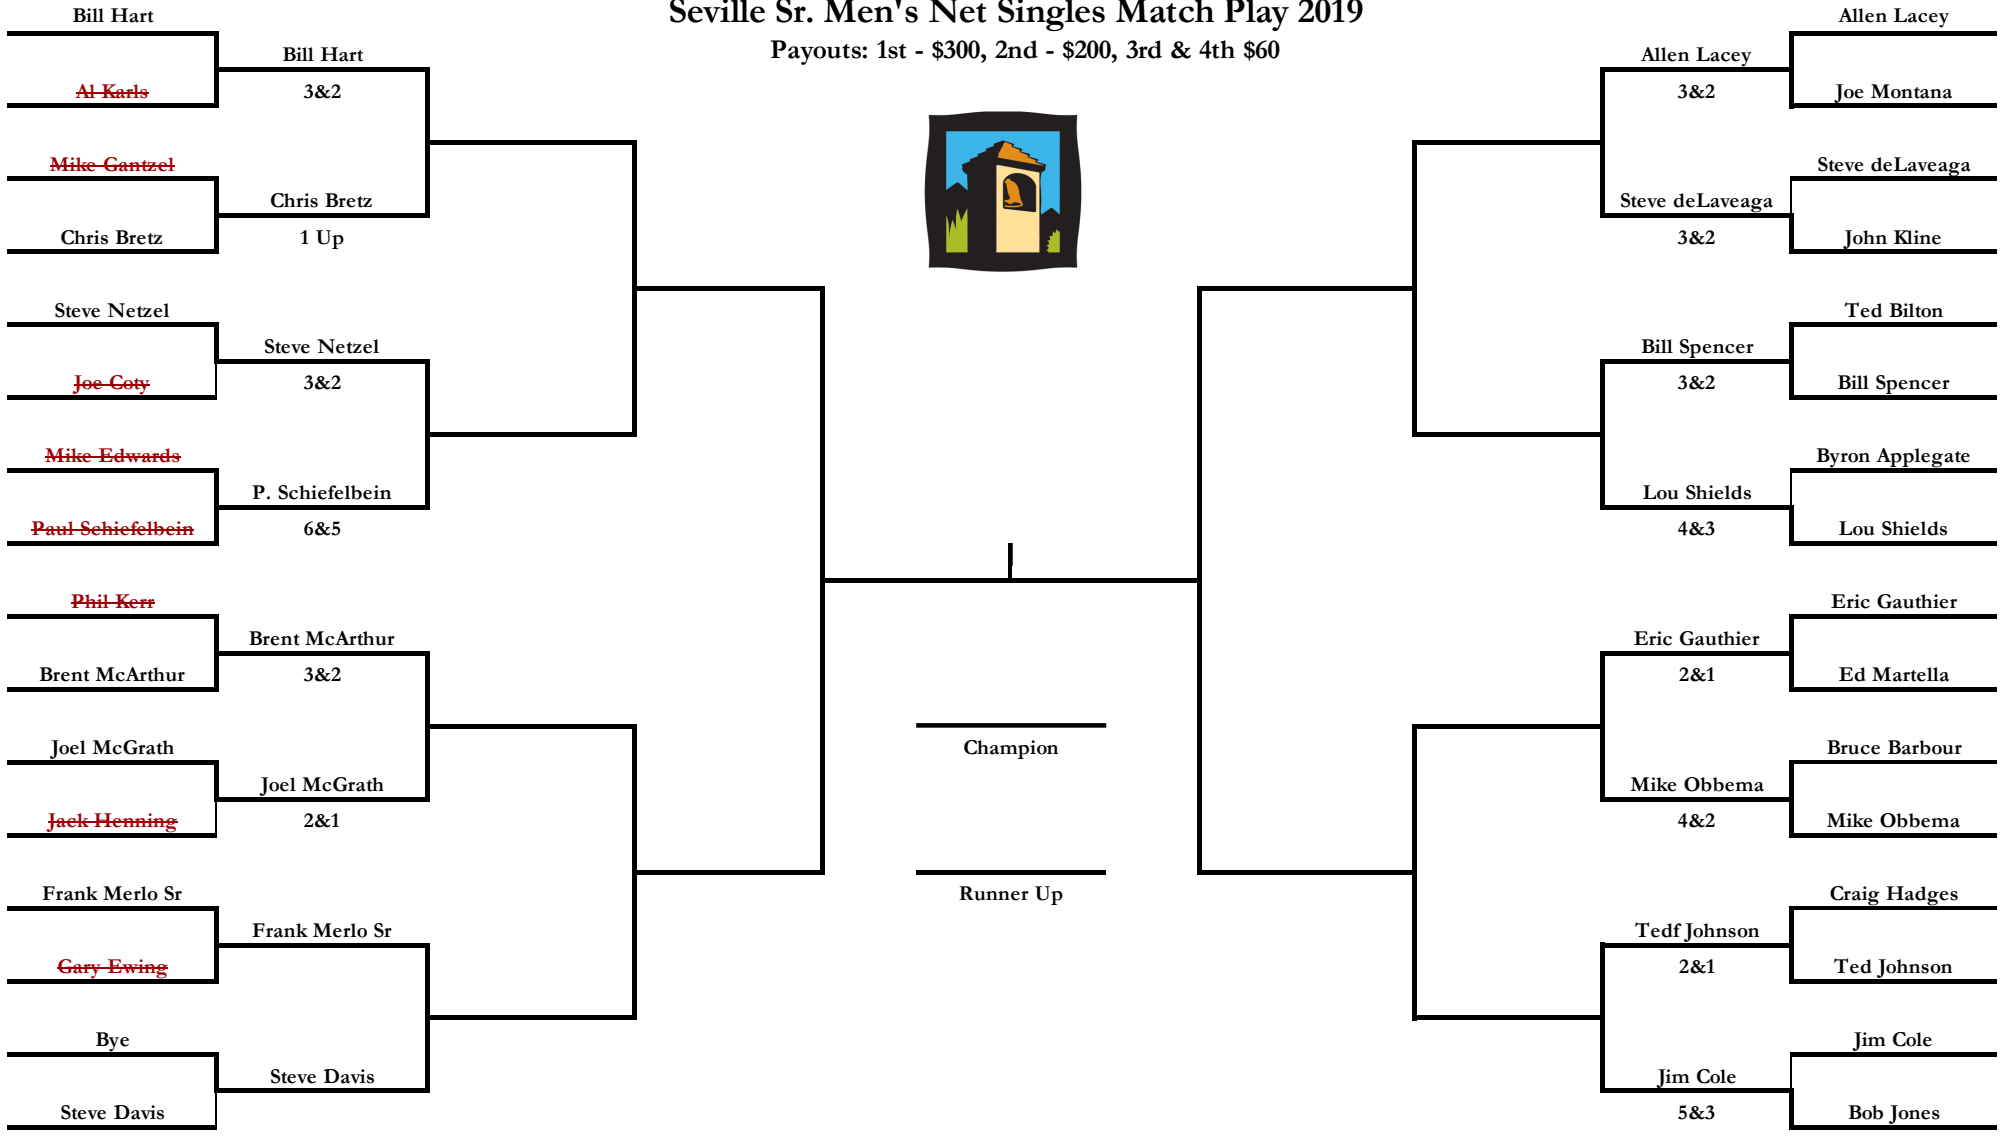 Seville Sr. Men's Net Singles Match Play 2019
Payouts: 1st - $300, 2nd - $200, 3rd & 4th $60
Bill Hart
Al Karls
Mike Gantzel
Chris Bretz
Steve Netzel
Joe Coty
Mike Edwards
Paul Schiefelbein
Phil Kerr
Brent McArthur
Joel McGrath
Jack Henning
Frank Merlo Sr
Gary Ewing
Bye
Steve Davis
Bill Hart
3&2
Chris Bretz
1 Up
Steve Netzel
3&2
P. Schiefelbein
6&5
Brent McArthur
3&2
Joel McGrath
2&1
Frank Merlo Sr
Steve Davis
Champion
Runner Up
Allen Lacey
3&2
Steve deLaveaga
3&2
Bill Spencer
3&2
Lou Shields
4&3
Eric Gauthier
2&1
Mike Obbema
4&2
Tedf Johnson
2&1
Jim Cole
5&3
Allen Lacey
Joe Montana
Steve deLaveaga
John Kline
Ted Bilton
Bill Spencer
Byron Applegate
Lou Shields
Eric Gauthier
Ed Martella
Bruce Barbour
Mike Obbema
Craig Hadges
Ted Johnson
Jim Cole
Bob Jones